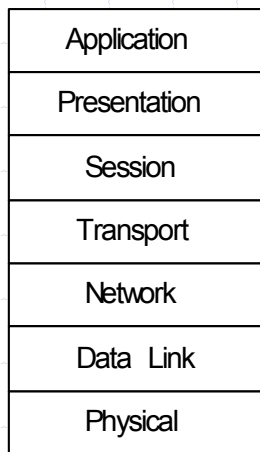 Application
Presentation
Session
Transport
Network
Data Link
Physical